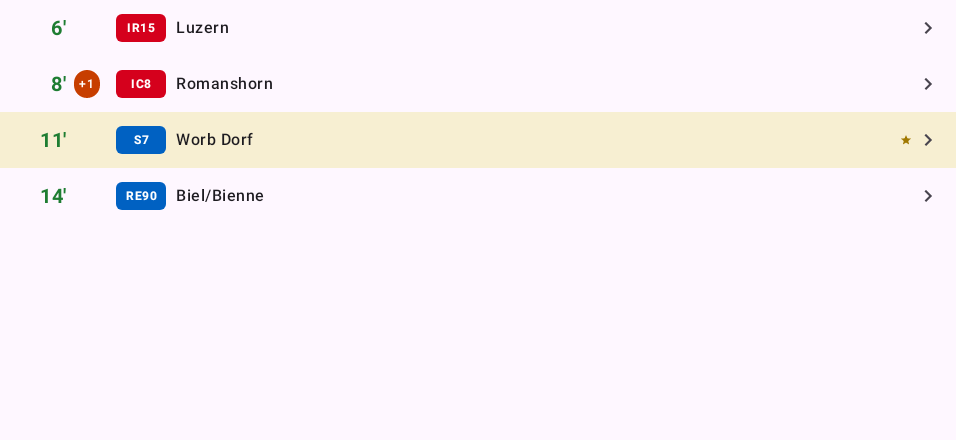 6' IR15 Luzern
8' +1 IC8 Romanshorn
11' S7 Worb Dorf
14' RE90 Biel/Bienne